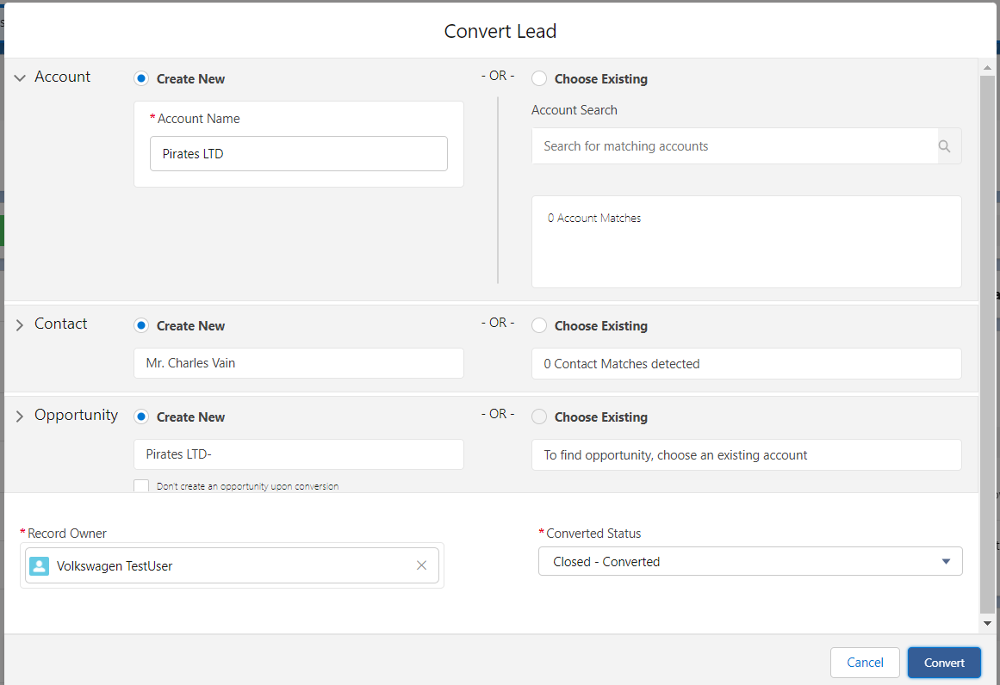 Convert Lead
Account
Create New
- OR -
Choose Existing
*Account Name
Pirates LTD
Account Search
Search for matching accounts
0 Account Matches
Contact
Create New
- OR -
Choose Existing
Mr. Charles Vain
0 Contact Matches detected
Opportunity
Create New
- OR -
Choose Existing
Pirates LTD-
To find opportunity, choose an existing account
Don't create an opportunity upon conversion
*Record Owner
Volkswagen TestUser
*Converted Status
Closed - Converted
Cancel
Convert